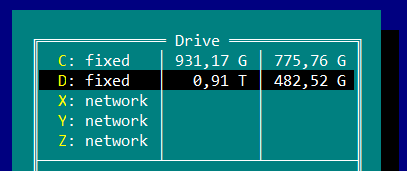 Drive
C: fixed 931,17 G 775,76 G
D: fixed 0,91 T 482,52 G
X: network
Y: network
Z: network